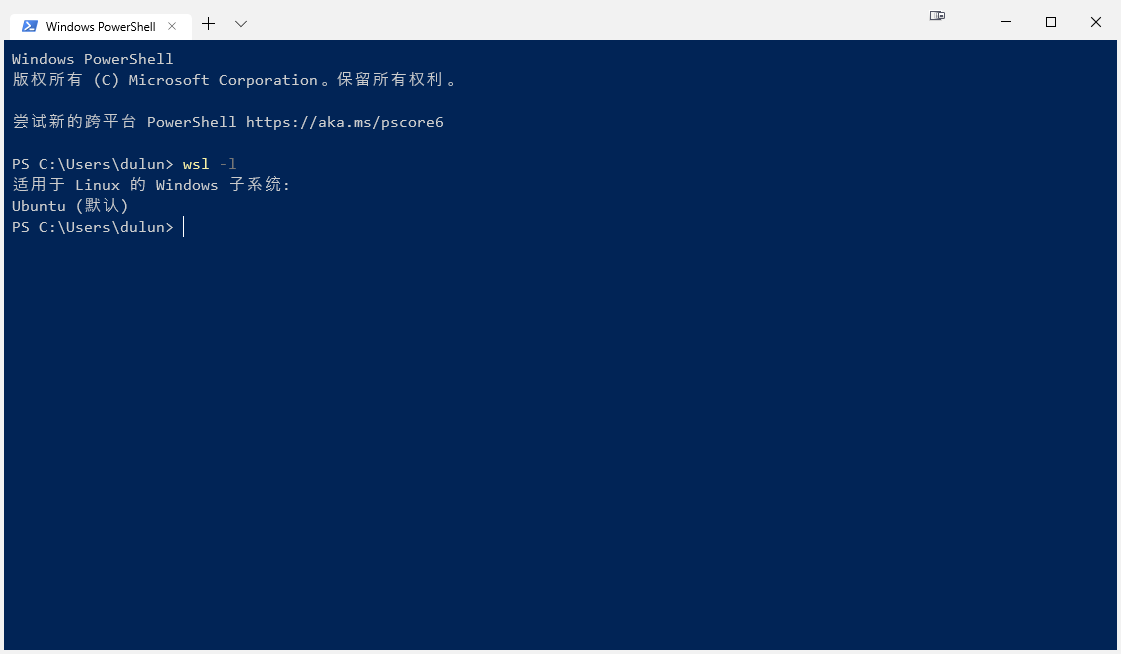 Windows PowerShell
Windows PowerShell
版权所有 (C) Microsoft Corporation。保留所有权利。
尝试新的跨平台 PowerShell https://aka.ms/pscore6
PS C:\Users\dulun> wsl -l
适用于 Linux 的 Windows 子系统:
Ubuntu (默认)
PS C:\Users\dulun>